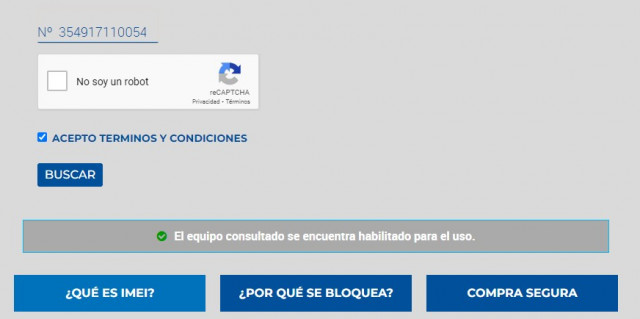 Nº 354917110054
No soy un robot
reCAPTCHA
Privacidad - Términos
ACEPTO TERMINOS Y CONDICIONES
BUSCAR
El equipo consultado se encuentra habilitado para el uso.
¿QUÉ ES IMEI?
¿POR QUÉ SE BLOQUEA?
COMPRA SEGURA